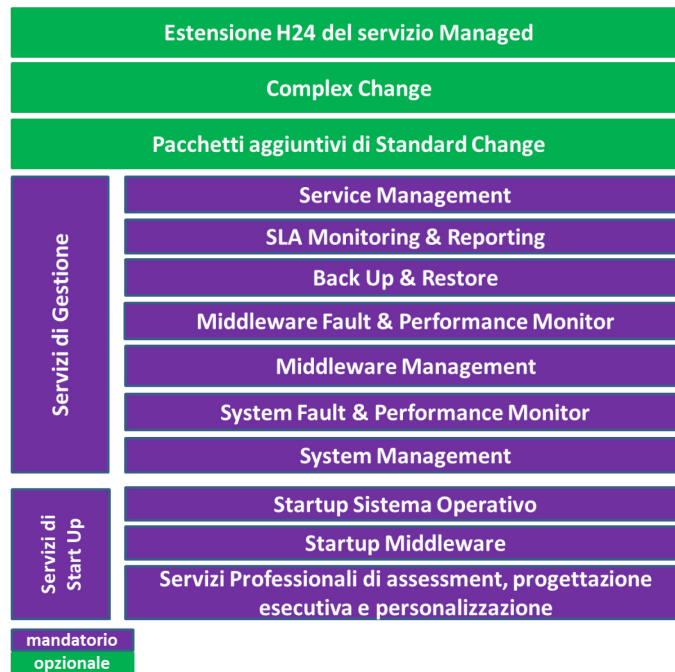 Estensione H24 del servizio Managed
Complex Change
Pacchetti aggiuntivi di Standard Change
Servizi di Gestione
Service Management
SLA Monitoring & Reporting
Back Up & Restore
Middleware Fault & Performance Monitor
Middleware Management
System Fault & Performance Monitor
System Management
Servizi di
Start Up
Startup Sistema Operativo
Startup Middleware
Servizi Professionali di assessment, progettazione
esecutiva e personalizzazione
mandatorio
opzionale